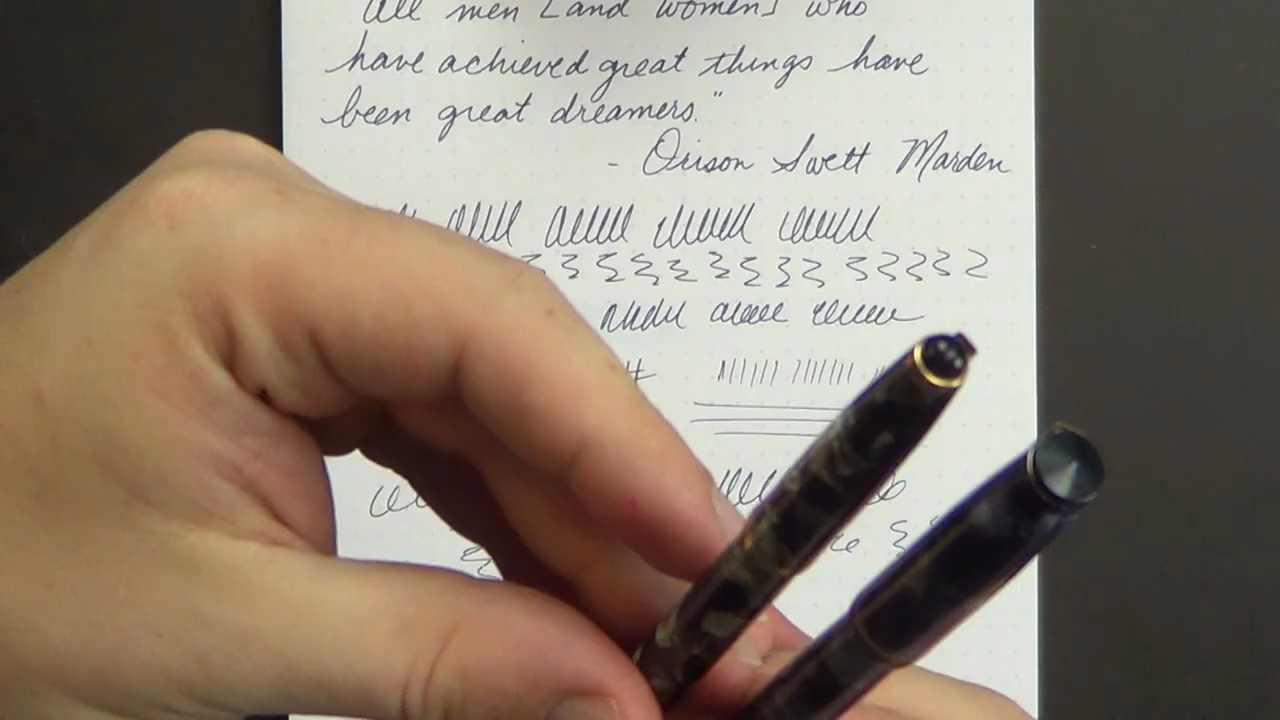 "All men [and women] who
have achieved great things have
been great dreamers."
- Orison Swett Marden